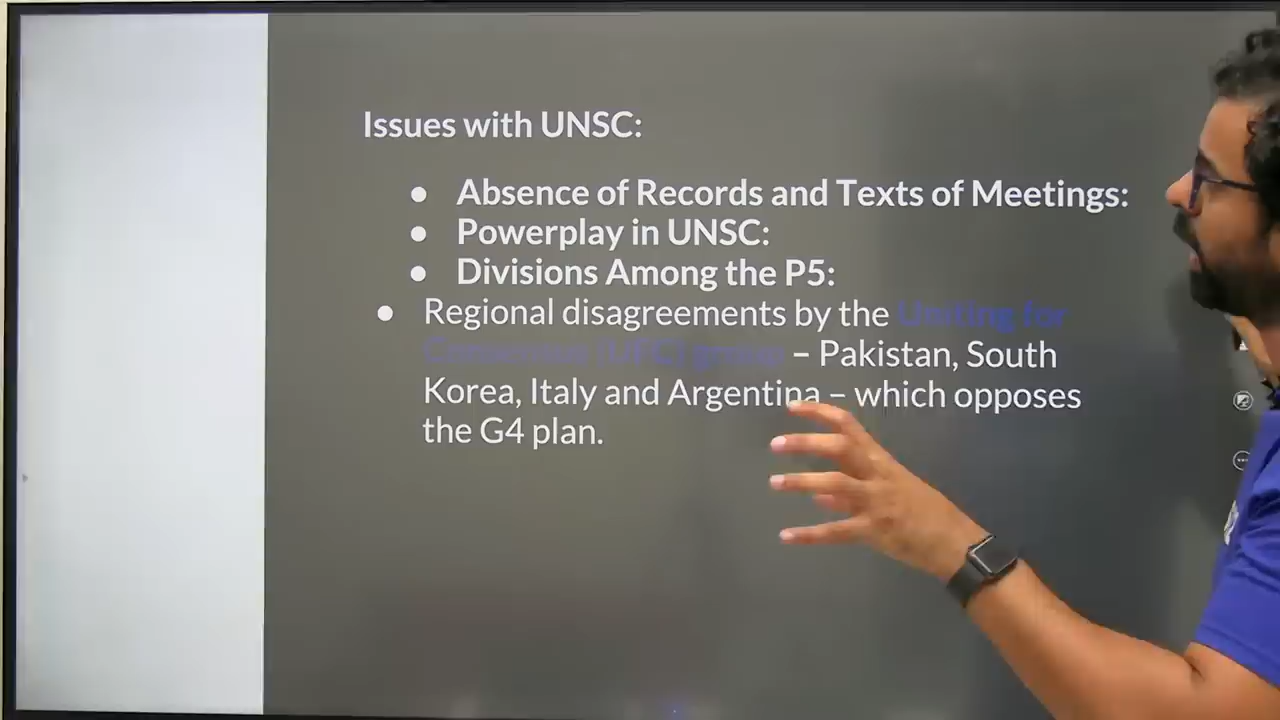 Issues with UNSC:
● Absence of Records and Texts of Meetings:
● Powerplay in UNSC:
● Divisions Among the P5:
● Regional disagreements by the Uniting for
Consensus (UFC) group – Pakistan, South
Korea, Italy and Argentina – which opposes
the G4 plan.